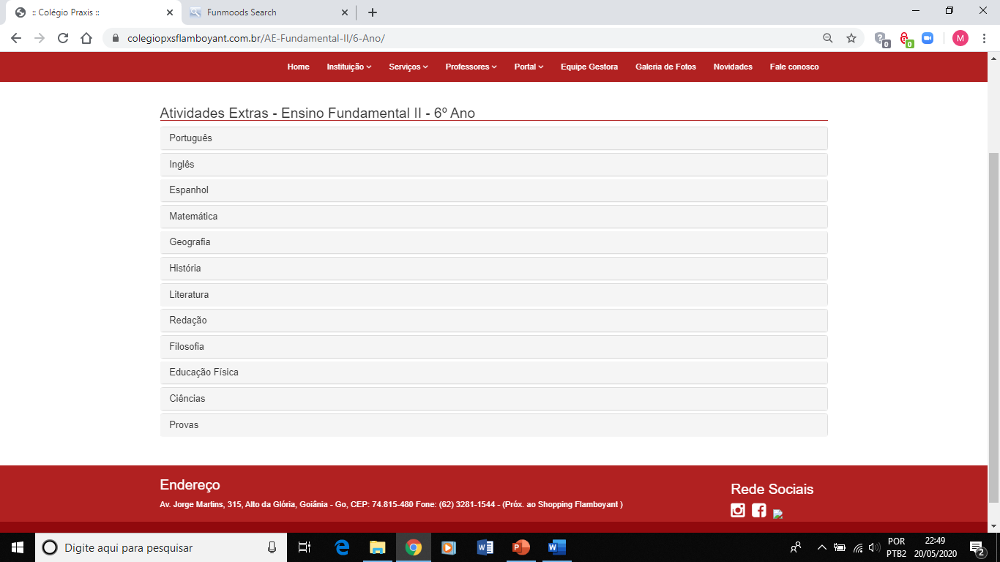 :: Colégio Praxis ::
Funmoods Search
colegiopxsflamboyant.com.br/AE-Fundamental-II/6-Ano/
0
0
M
Home Instituição Serviços Professores Portal Equipe Gestora Galeria de Fotos Novidades Fale conosco
Atividades Extras - Ensino Fundamental II - 6º Ano
Português
Inglês
Espanhol
Matemática
Geografia
História
Literatura
Redação
Filosofia
Educação Física
Ciências
Provas
Endereço
Av. Jorge Martins, 315, Alto da Glória, Goiânia - Go, CEP: 74.815-480 Fone: (62) 3281-1544 - (Próx. ao Shopping Flamboyant )
Rede Sociais
Digite aqui para pesquisar
POR
PTB2
22:49
20/05/2020
2